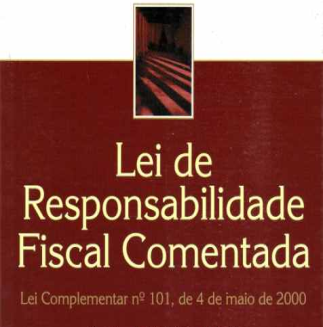 Lei de
Responsabilidade
Fiscal Comentada
Lei Complementar nº 101, de 4 de maio de 2000